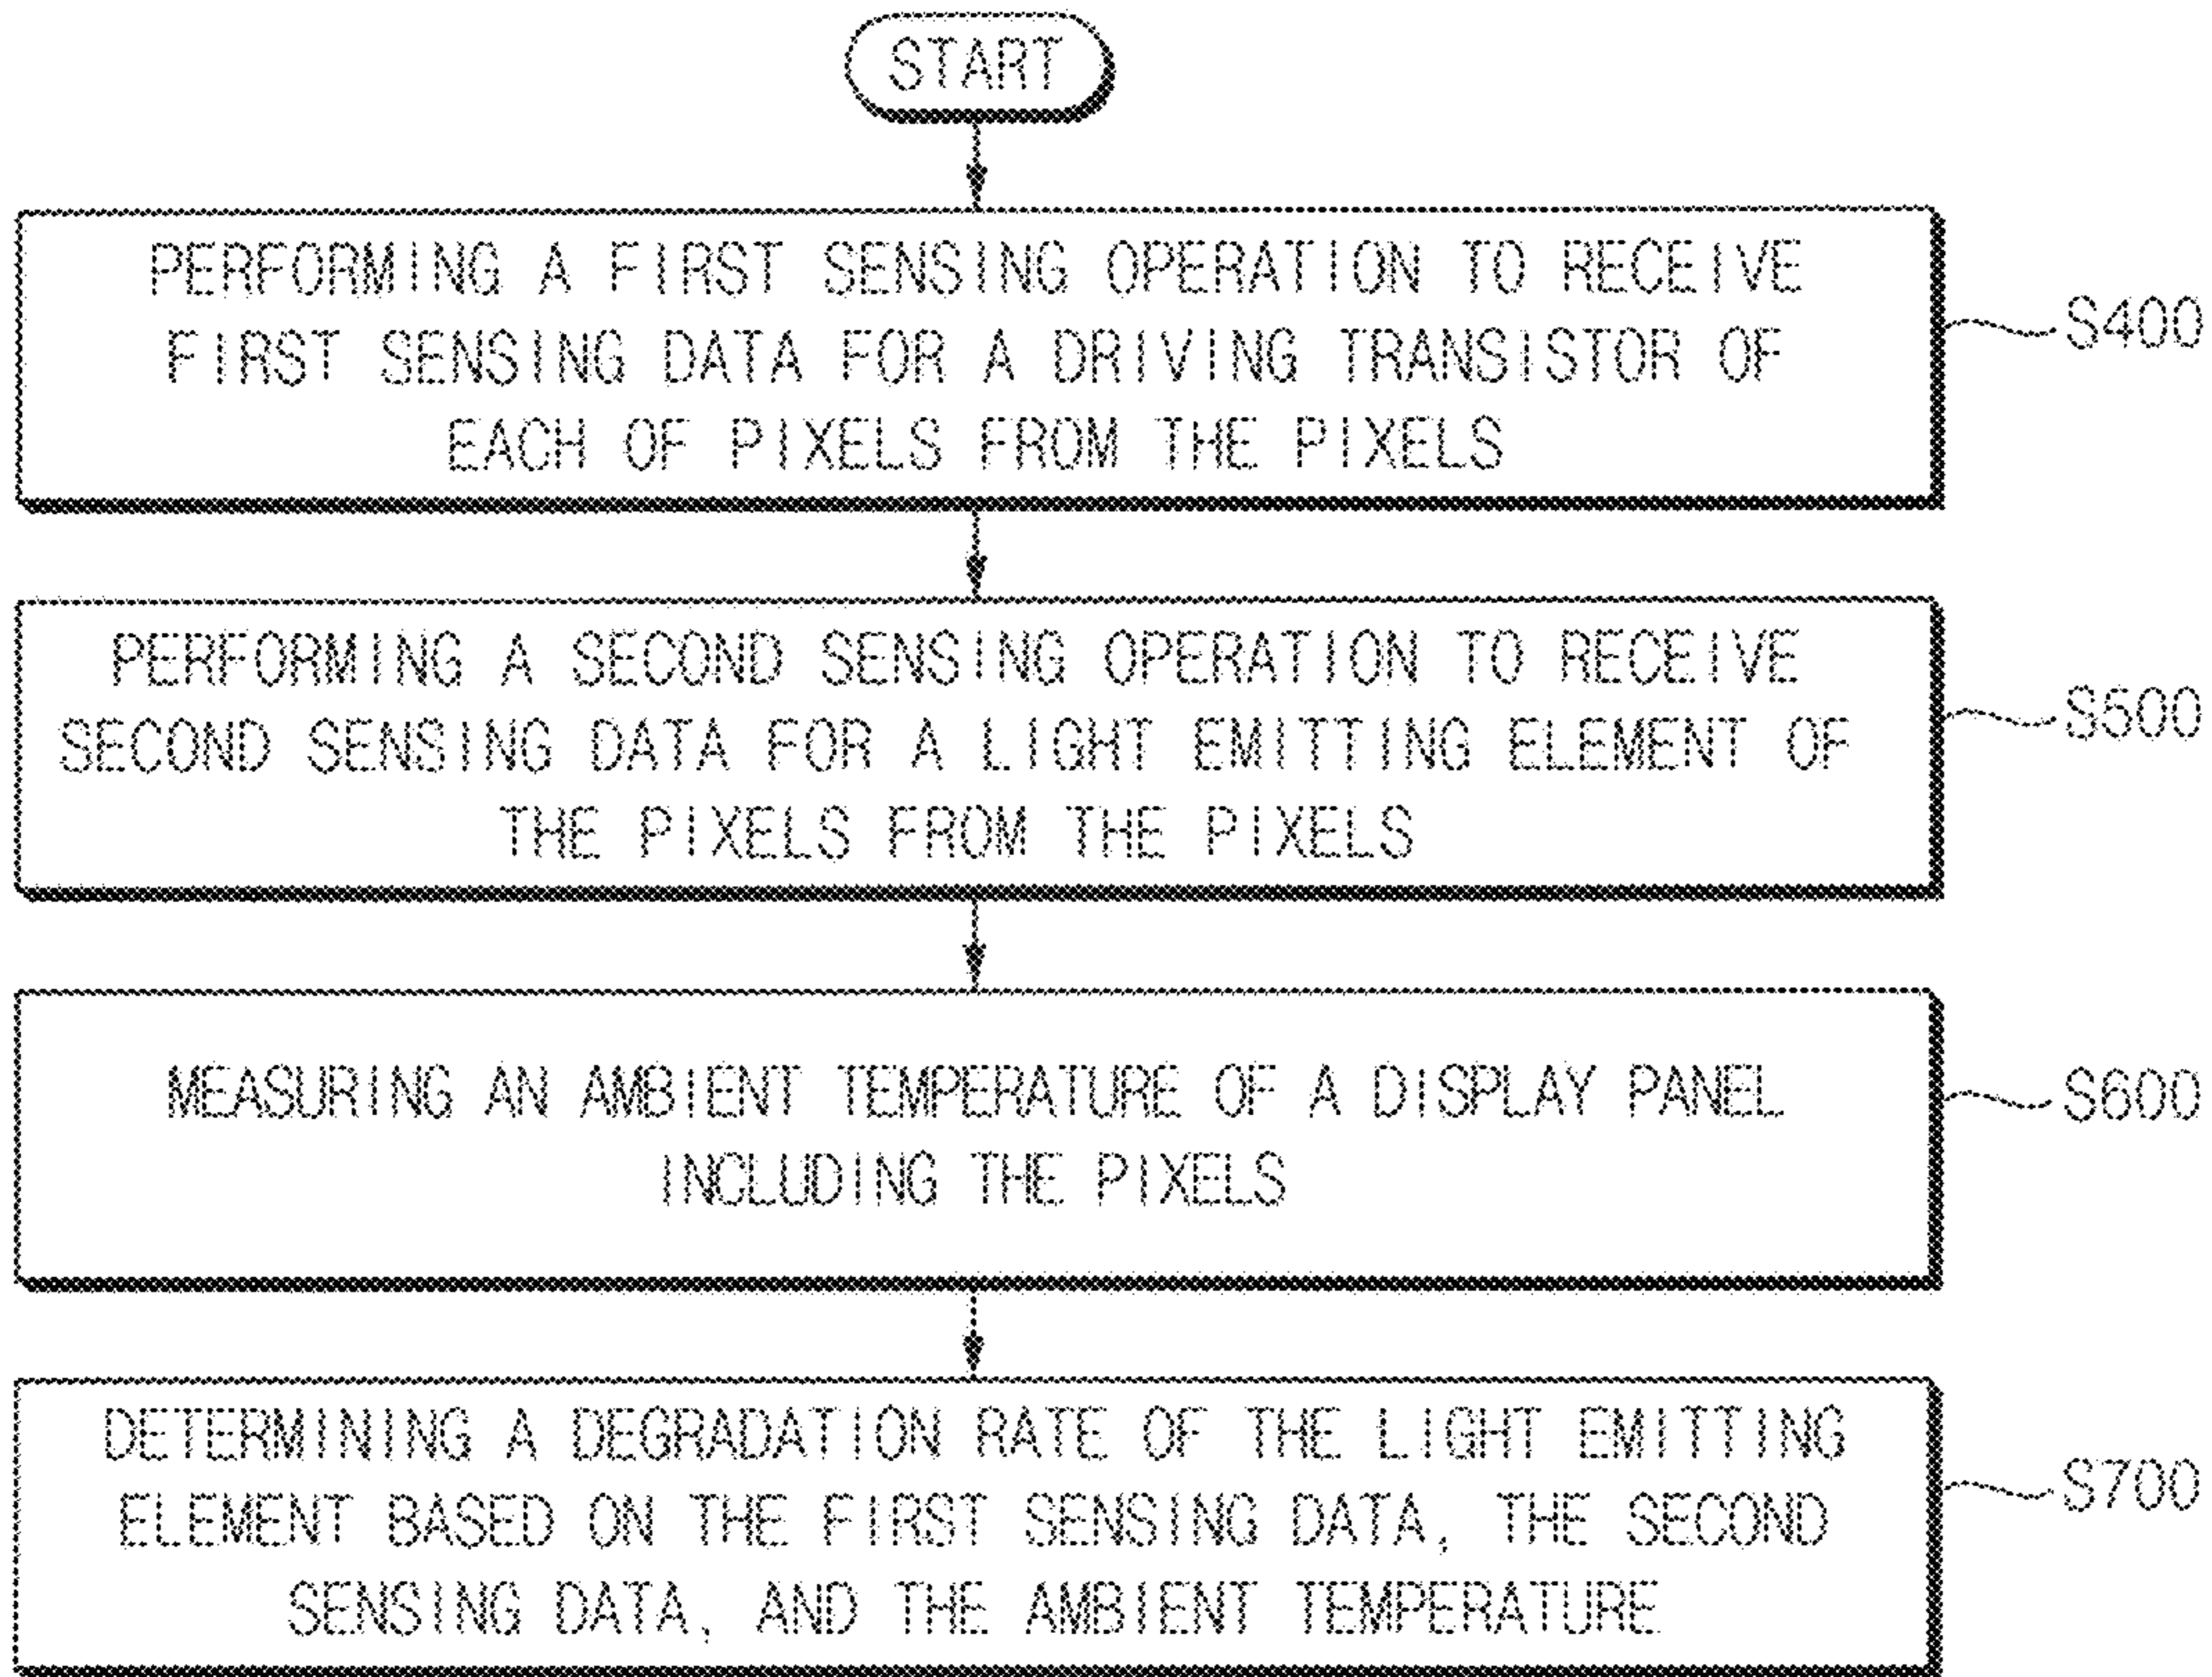 START
PERFORMING A FIRST SENSING OPERATION TO RECEIVE
FIRST SENSING DATA FOR A DRIVING TRANSISTOR OF
EACH OF PIXELS FROM THE PIXELS
S400
PERFORMING A SECOND SENSING OPERATION TO RECEIVE
SECOND SENSING DATA FOR A LIGHT EMITTING ELEMENT OF
THE PIXELS FROM THE PIXELS
S500
MEASURING AN AMBIENT TEMPERATURE OF A DISPLAY PANEL
INCLUDING THE PIXELS
S600
DETERMINING A DEGRADATION RATE OF THE LIGHT EMITTING
ELEMENT BASED ON THE FIRST SENSING DATA, THE SECOND
SENSING DATA, AND THE AMBIENT TEMPERATURE
S700